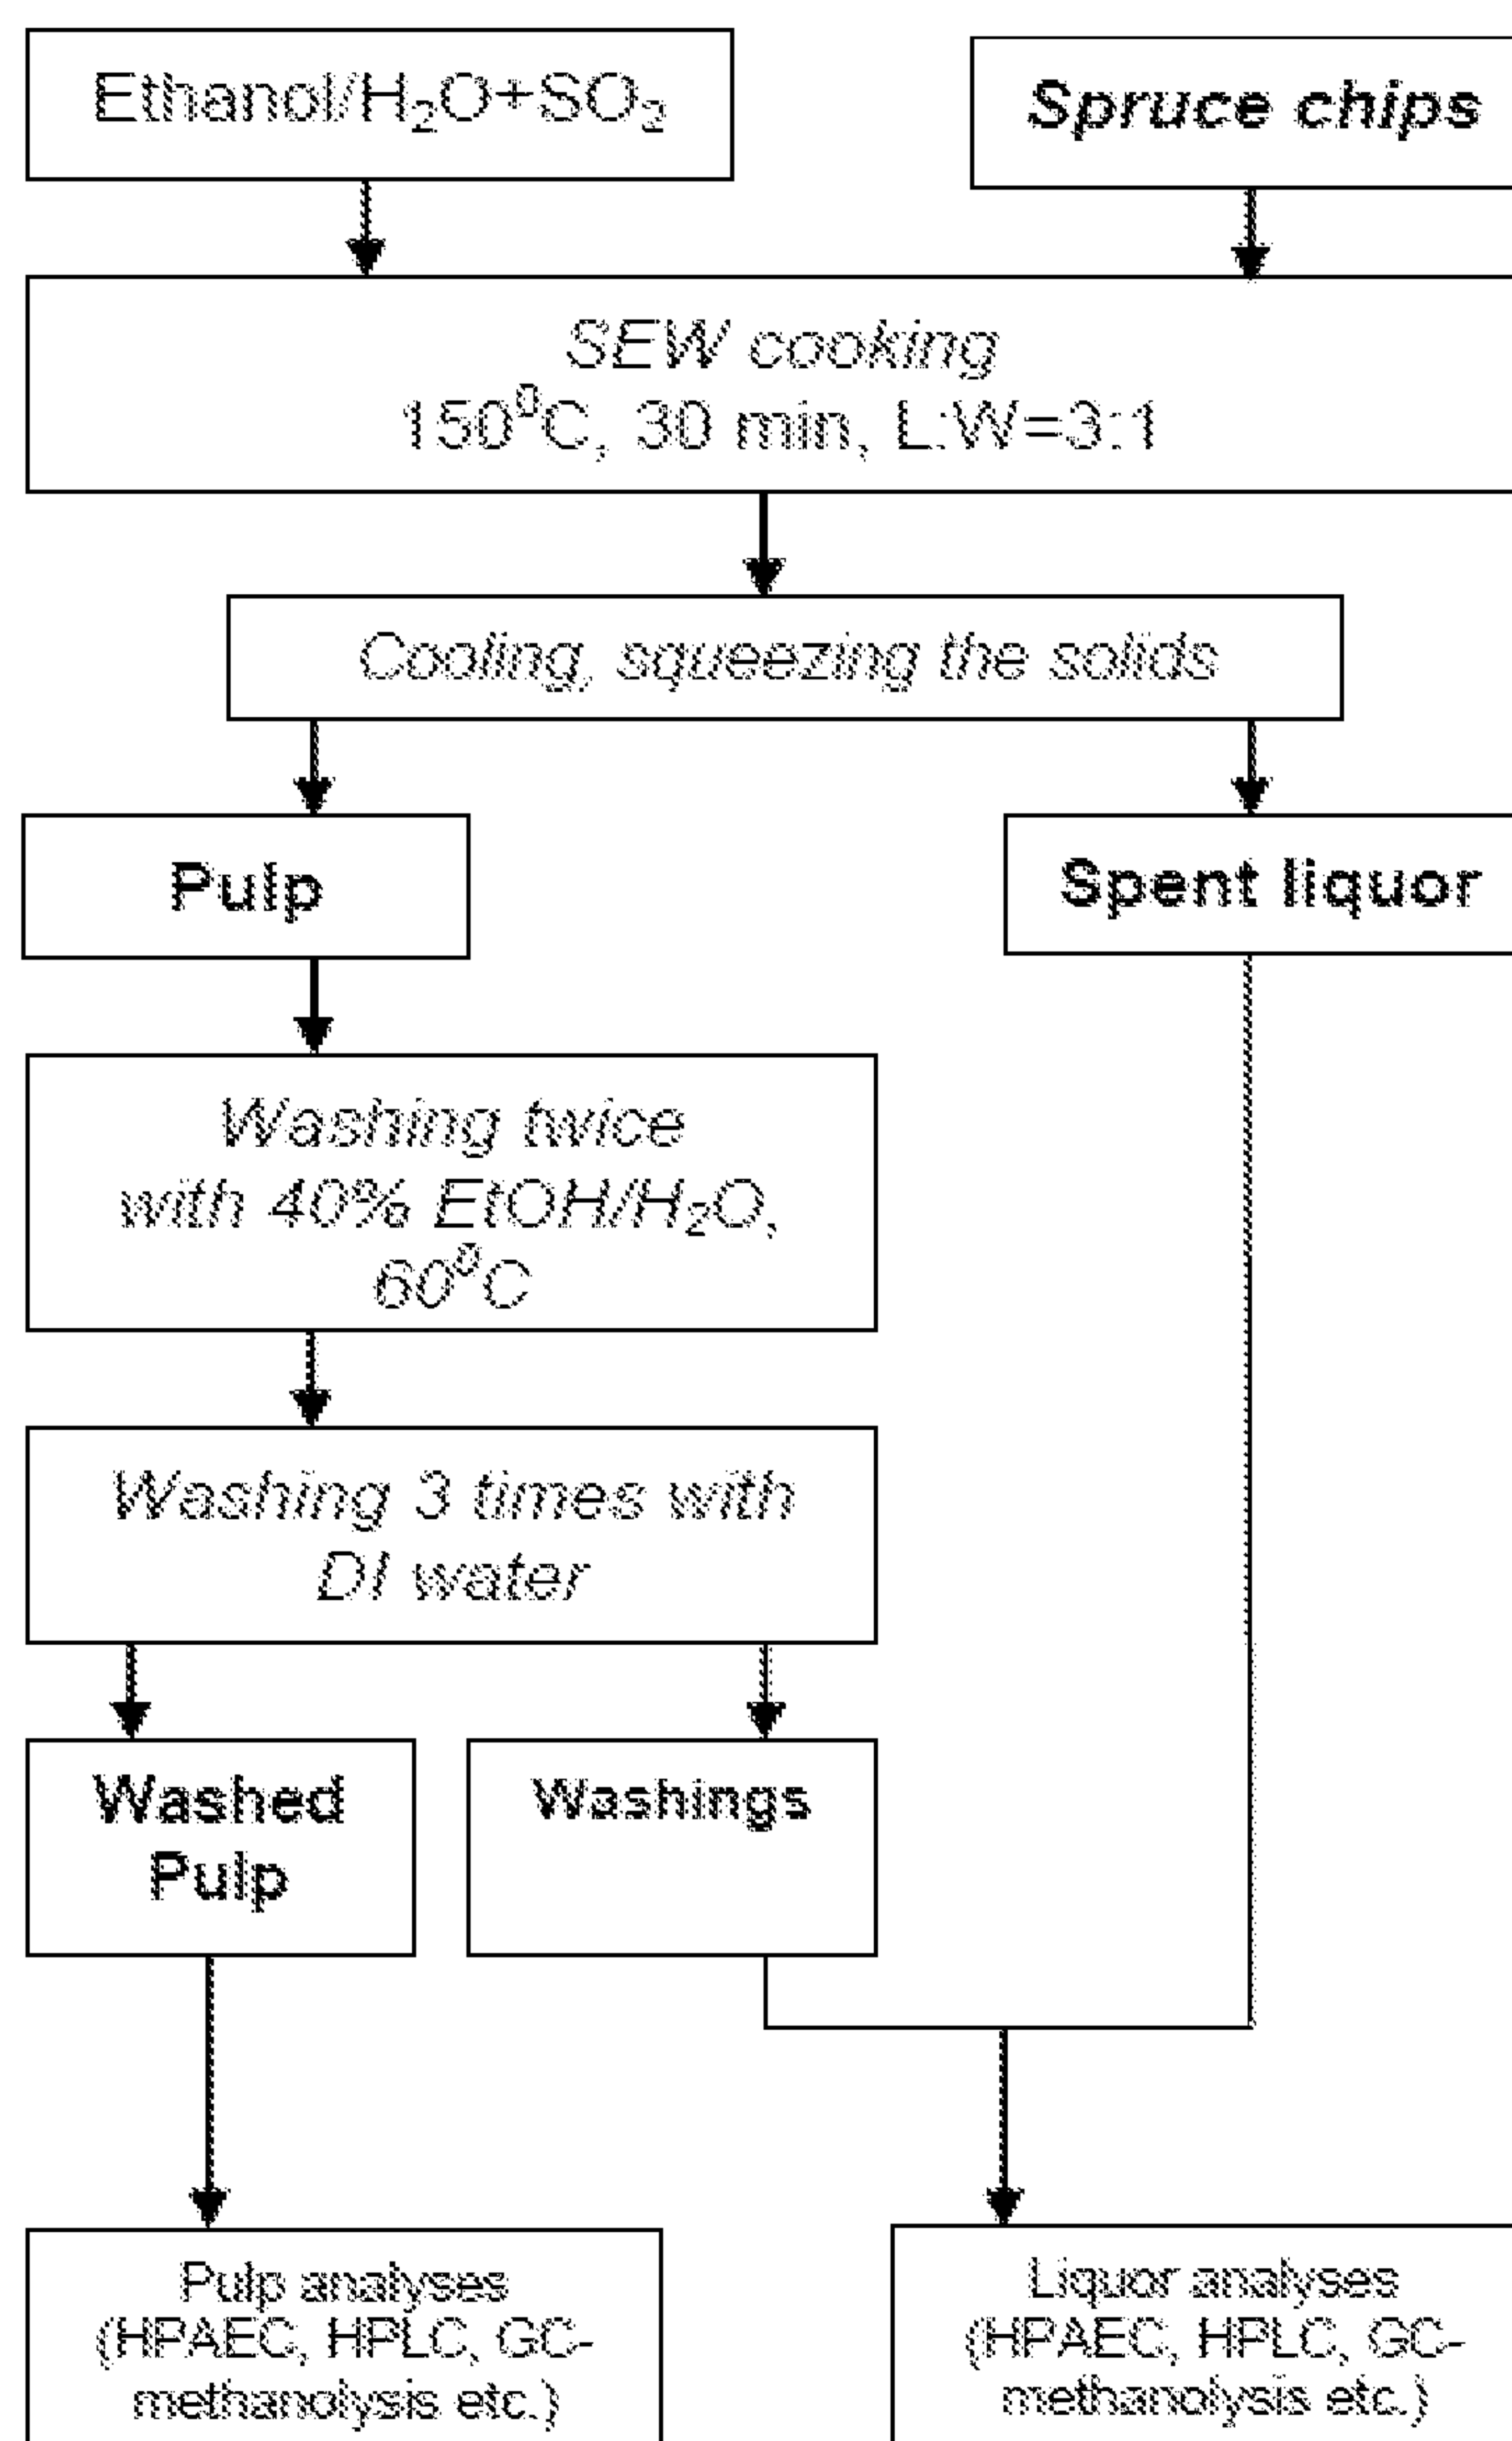 Ethanol/H₂O+SO₂
Spruce chips
SEW cooking
150⁰C, 30 min, L:W=3:1
Cooling, squeezing the solids
Pulp
Spent liquor
Washing twice
with 40% EtOH/H₂O,
60⁰C
Washing 3 times with
DI water
Washed
Pulp
Washings
Pulp analyses
(HPAEC, HPLC, GC-
methanolysis etc.)
Liquor analyses
(HPAEC, HPLC, GC-
methanolysis etc.)